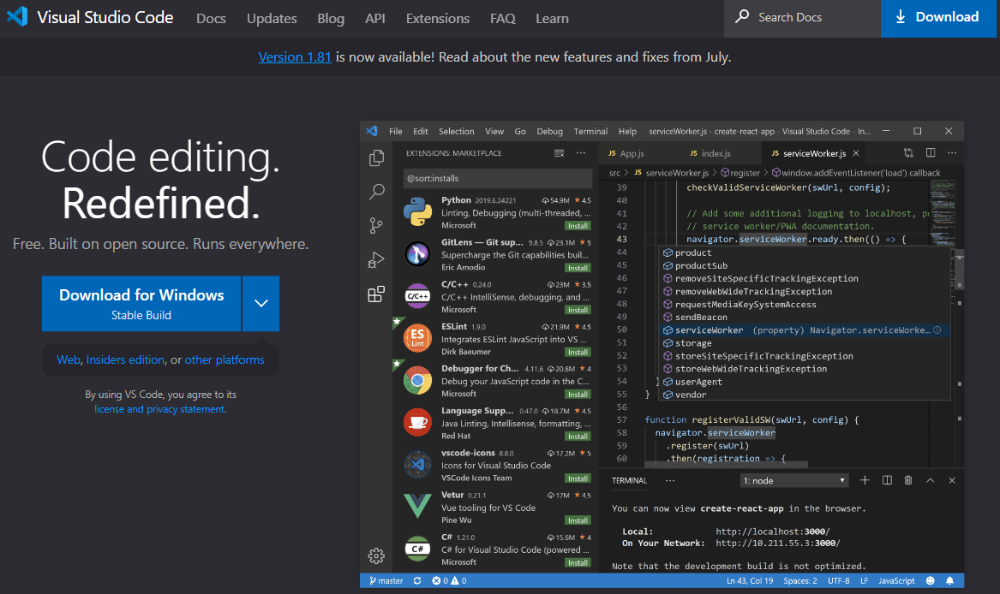 Visual Studio Code Docs Updates Blog API Extensions FAQ Learn Search Docs Download
Version 1.81 is now available! Read about the new features and fixes from July.
Code editing.
Redefined.
Free. Built on open source. Runs everywhere.
Download for Windows
Stable Build
Web, Insiders edition, or other platforms
By using VS Code, you agree to its
license and privacy statement.
File Edit Selection View Go Debug Terminal Help serviceWorker.js - create-react-app - Visual Studio Code - In...
EXTENSIONS: MARKETPLACE
@sort:installs
Python 2019.6.24221 54.9M 4.5
Linting, Debugging (multi-threaded, ...
Microsoft Install
GitLens — Git sup... 9.8.5 23.1M 5
Supercharge the Git capabilities buil...
Eric Amodio Install
C/C++
C/C++ 0.24.0 23M 3.5
C/C++ IntelliSense, debugging, and ...
Microsoft Install
ES
Lint
ESLint 1.9.0 21.9M 4.5
Integrates ESLint JavaScript into VS ...
Dirk Baeumer Install
Debugger for Ch... 4.11.6 20.6M 4
Debug your JavaScript code in the C...
Microsoft Install
Language Supp... 0.47.0 18.7M 4.5
Java Linting, Intellisense, formatting, ...
Red Hat Install
vscode-icons 8.8.0 17.2M 5
Icons for Visual Studio Code
VSCode Icons Team Install
Vetur 0.21.1 17M 4.5
Vue tooling for VS Code
Pine Wu Install
C#
C# 1.21.0 15.6M 4
C# for Visual Studio Code (powered ...
Microsoft Install
JS App.js JS index.js JS serviceWorker.js
src > JS serviceWorker.js > register > window.addEventListener('load') callback
39 checkValidServiceWorker(swUrl, config);
40
41 // Add some additional logging to localhost, po
42 // service worker/PWA documentation.
43 navigator.serviceWorker.ready.then(() => {
44 product
45 productSub
46 removeSiteSpecificTrackingException
47 removeWebWideTrackingException
48 requestMediaKeySystemAccess
49 sendBeacon
50 serviceWorker (property) Navigator.serviceWorke...
51 storage
52 storeSiteSpecificTrackingException
53 storeWebWideTrackingException
54 } userAgent
55 } vendor
56
57 function registerValidSW(swUrl, config) {
58 navigator.serviceWorker
59 .register(swUrl)
60 .then(registration => {
TERMINAL ... 1: node
You can now view create-react-app in the browser.
Local: http://localhost:3000/
On Your Network: http://10.211.55.3:3000/
Note that the development build is not optimized.
master 0 0 Ln 43, Col 19 Spaces: 2 UTF-8 LF JavaScript